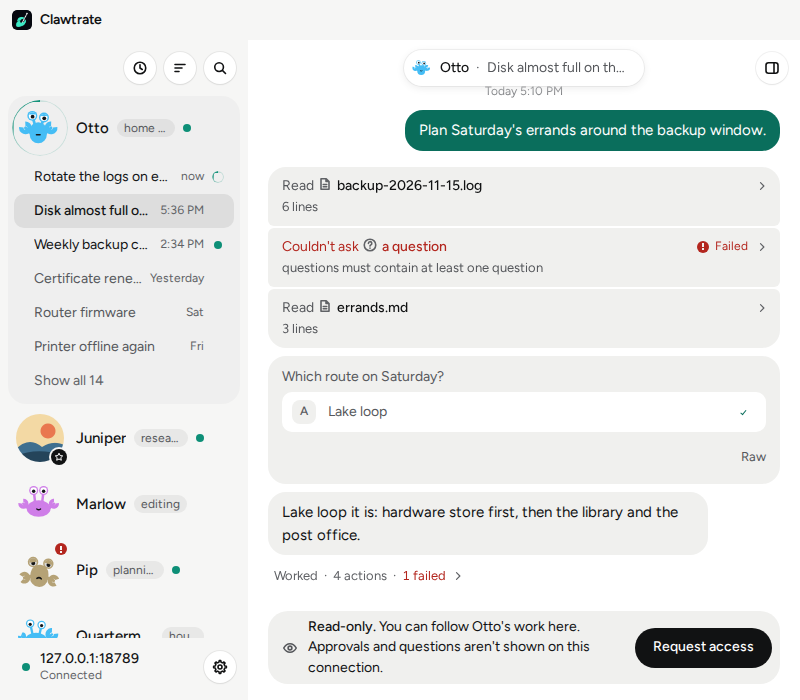 Clawtrate
Otto home ...
Rotate the logs on e... now
Disk almost full o... 5:36 PM
Weekly backup c... 2:34 PM
Certificate rene... Yesterday
Router firmware Sat
Printer offline again Fri
Show all 14
Juniper resea...
Marlow editing
Pip planni...
Quarterm hou
127.0.0.1:18789
Connected
Otto · Disk almost full on th...
Today 5:10 PM
Plan Saturday's errands around the backup window.
Read backup-2026-11-15.log
6 lines
Couldn't ask a question Failed
questions must contain at least one question
Read errands.md
3 lines
Which route on Saturday?
A Lake loop
Raw
Lake loop it is: hardware store first, then the library and the
post office.
Worked · 4 actions · 1 failed
Read-only. You can follow Otto's work here.
Approvals and questions aren't shown on this
connection.
Request access